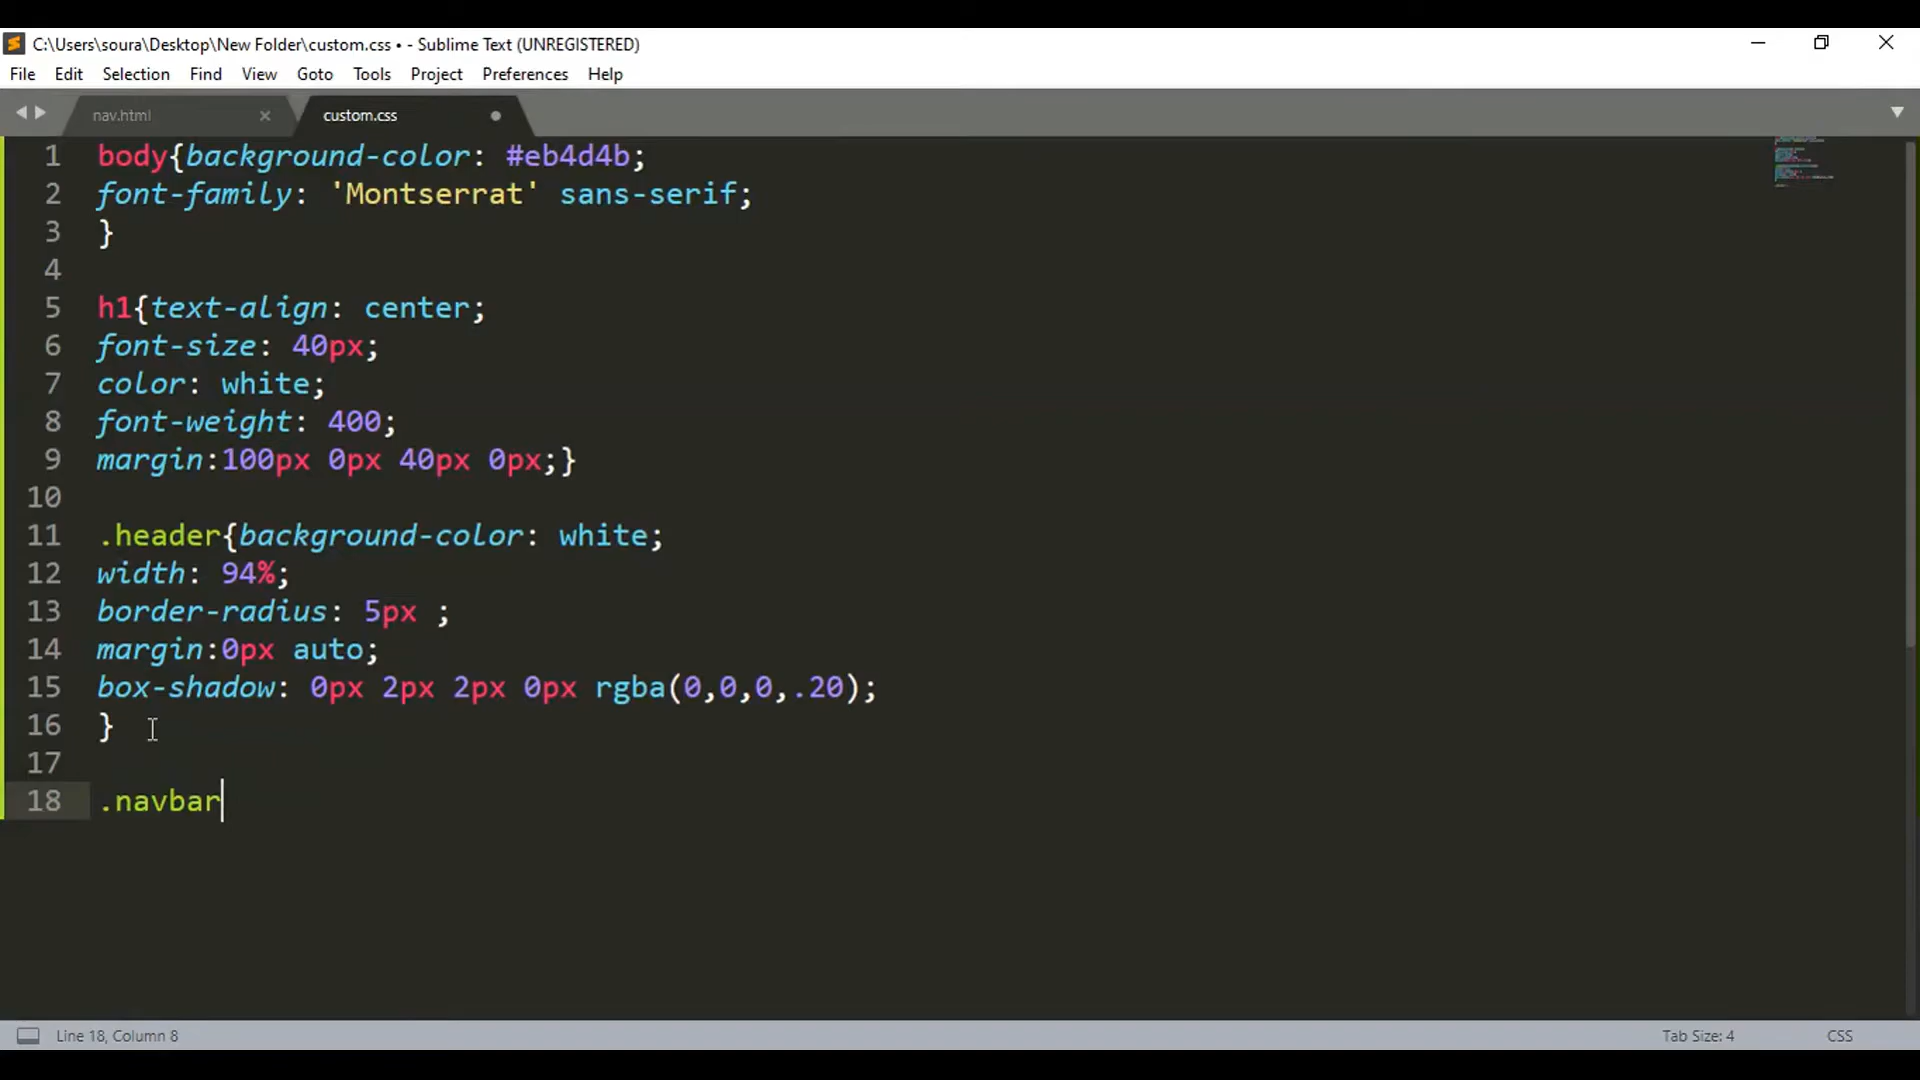 C:\Users\soura\Desktop\New Folder\custom.css • - Sublime Text (UNREGISTERED)
File Edit Selection Find View Goto Tools Project Preferences Help
nav.html custom.css
1 body{background-color: #eb4d4b;
2 font-family: 'Montserrat' sans-serif;
3 }
4
5 h1{text-align: center;
6 font-size: 40px;
7 color: white;
8 font-weight: 400;
9 margin:100px 0px 40px 0px;}
10
11 .header{background-color: white;
12 width: 94%;
13 border-radius: 5px ;
14 margin:0px auto;
15 box-shadow: 0px 2px 2px 0px rgba(0,0,0,.20);
16 }
17
18 .navbar
Line 18, Column 8 Tab Size: 4 CSS